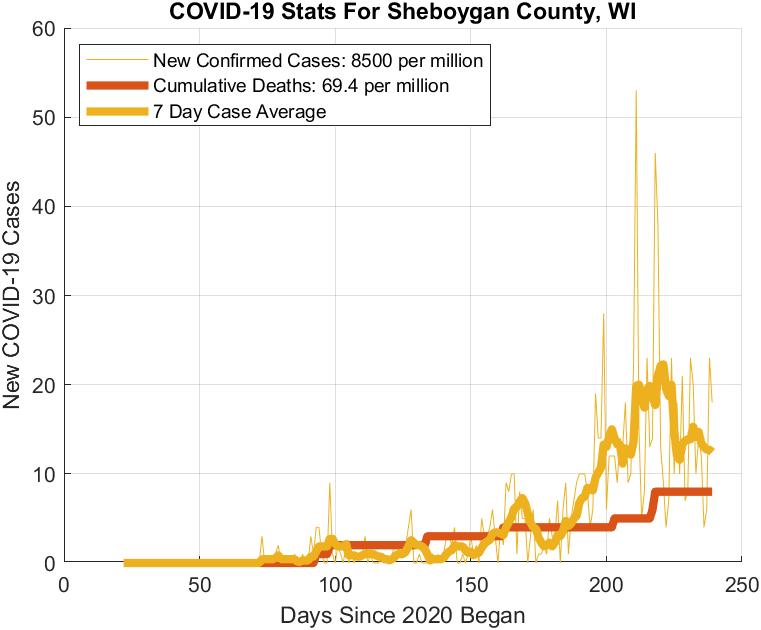 COVID-19 Stats For Sheboygan County, WI
New Confirmed Cases: 8500 per million
Cumulative Deaths: 69.4 per million
7 Day Case Average
New COVID-19 Cases
60
50
40
30
20
10
0
0 50 100 150 200 250
Days Since 2020 Began